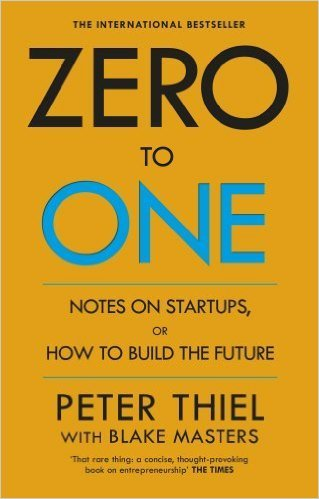 THE INTERNATIONAL BESTSELLER
ZERO
TO
ONE
NOTES ON STARTUPS,
OR
HOW TO BUILD THE FUTURE
PETER THIEL
WITH BLAKE MASTERS
'That rare thing: a concise, thought-provoking
book on entrepreneurship' THE TIMES